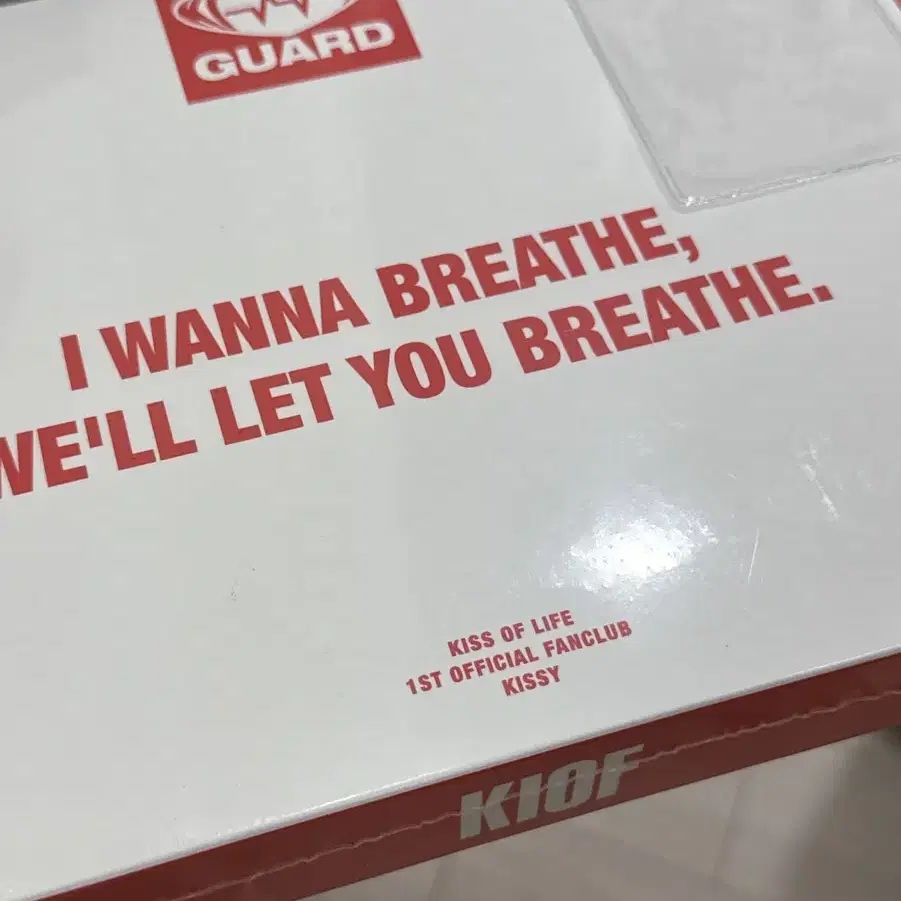 GUARD
I WANNA BREATHE,
WE'LL LET YOU BREATHE.
KISS OF LIFE
1ST OFFICIAL FANCLUB
KISSY
KIOF